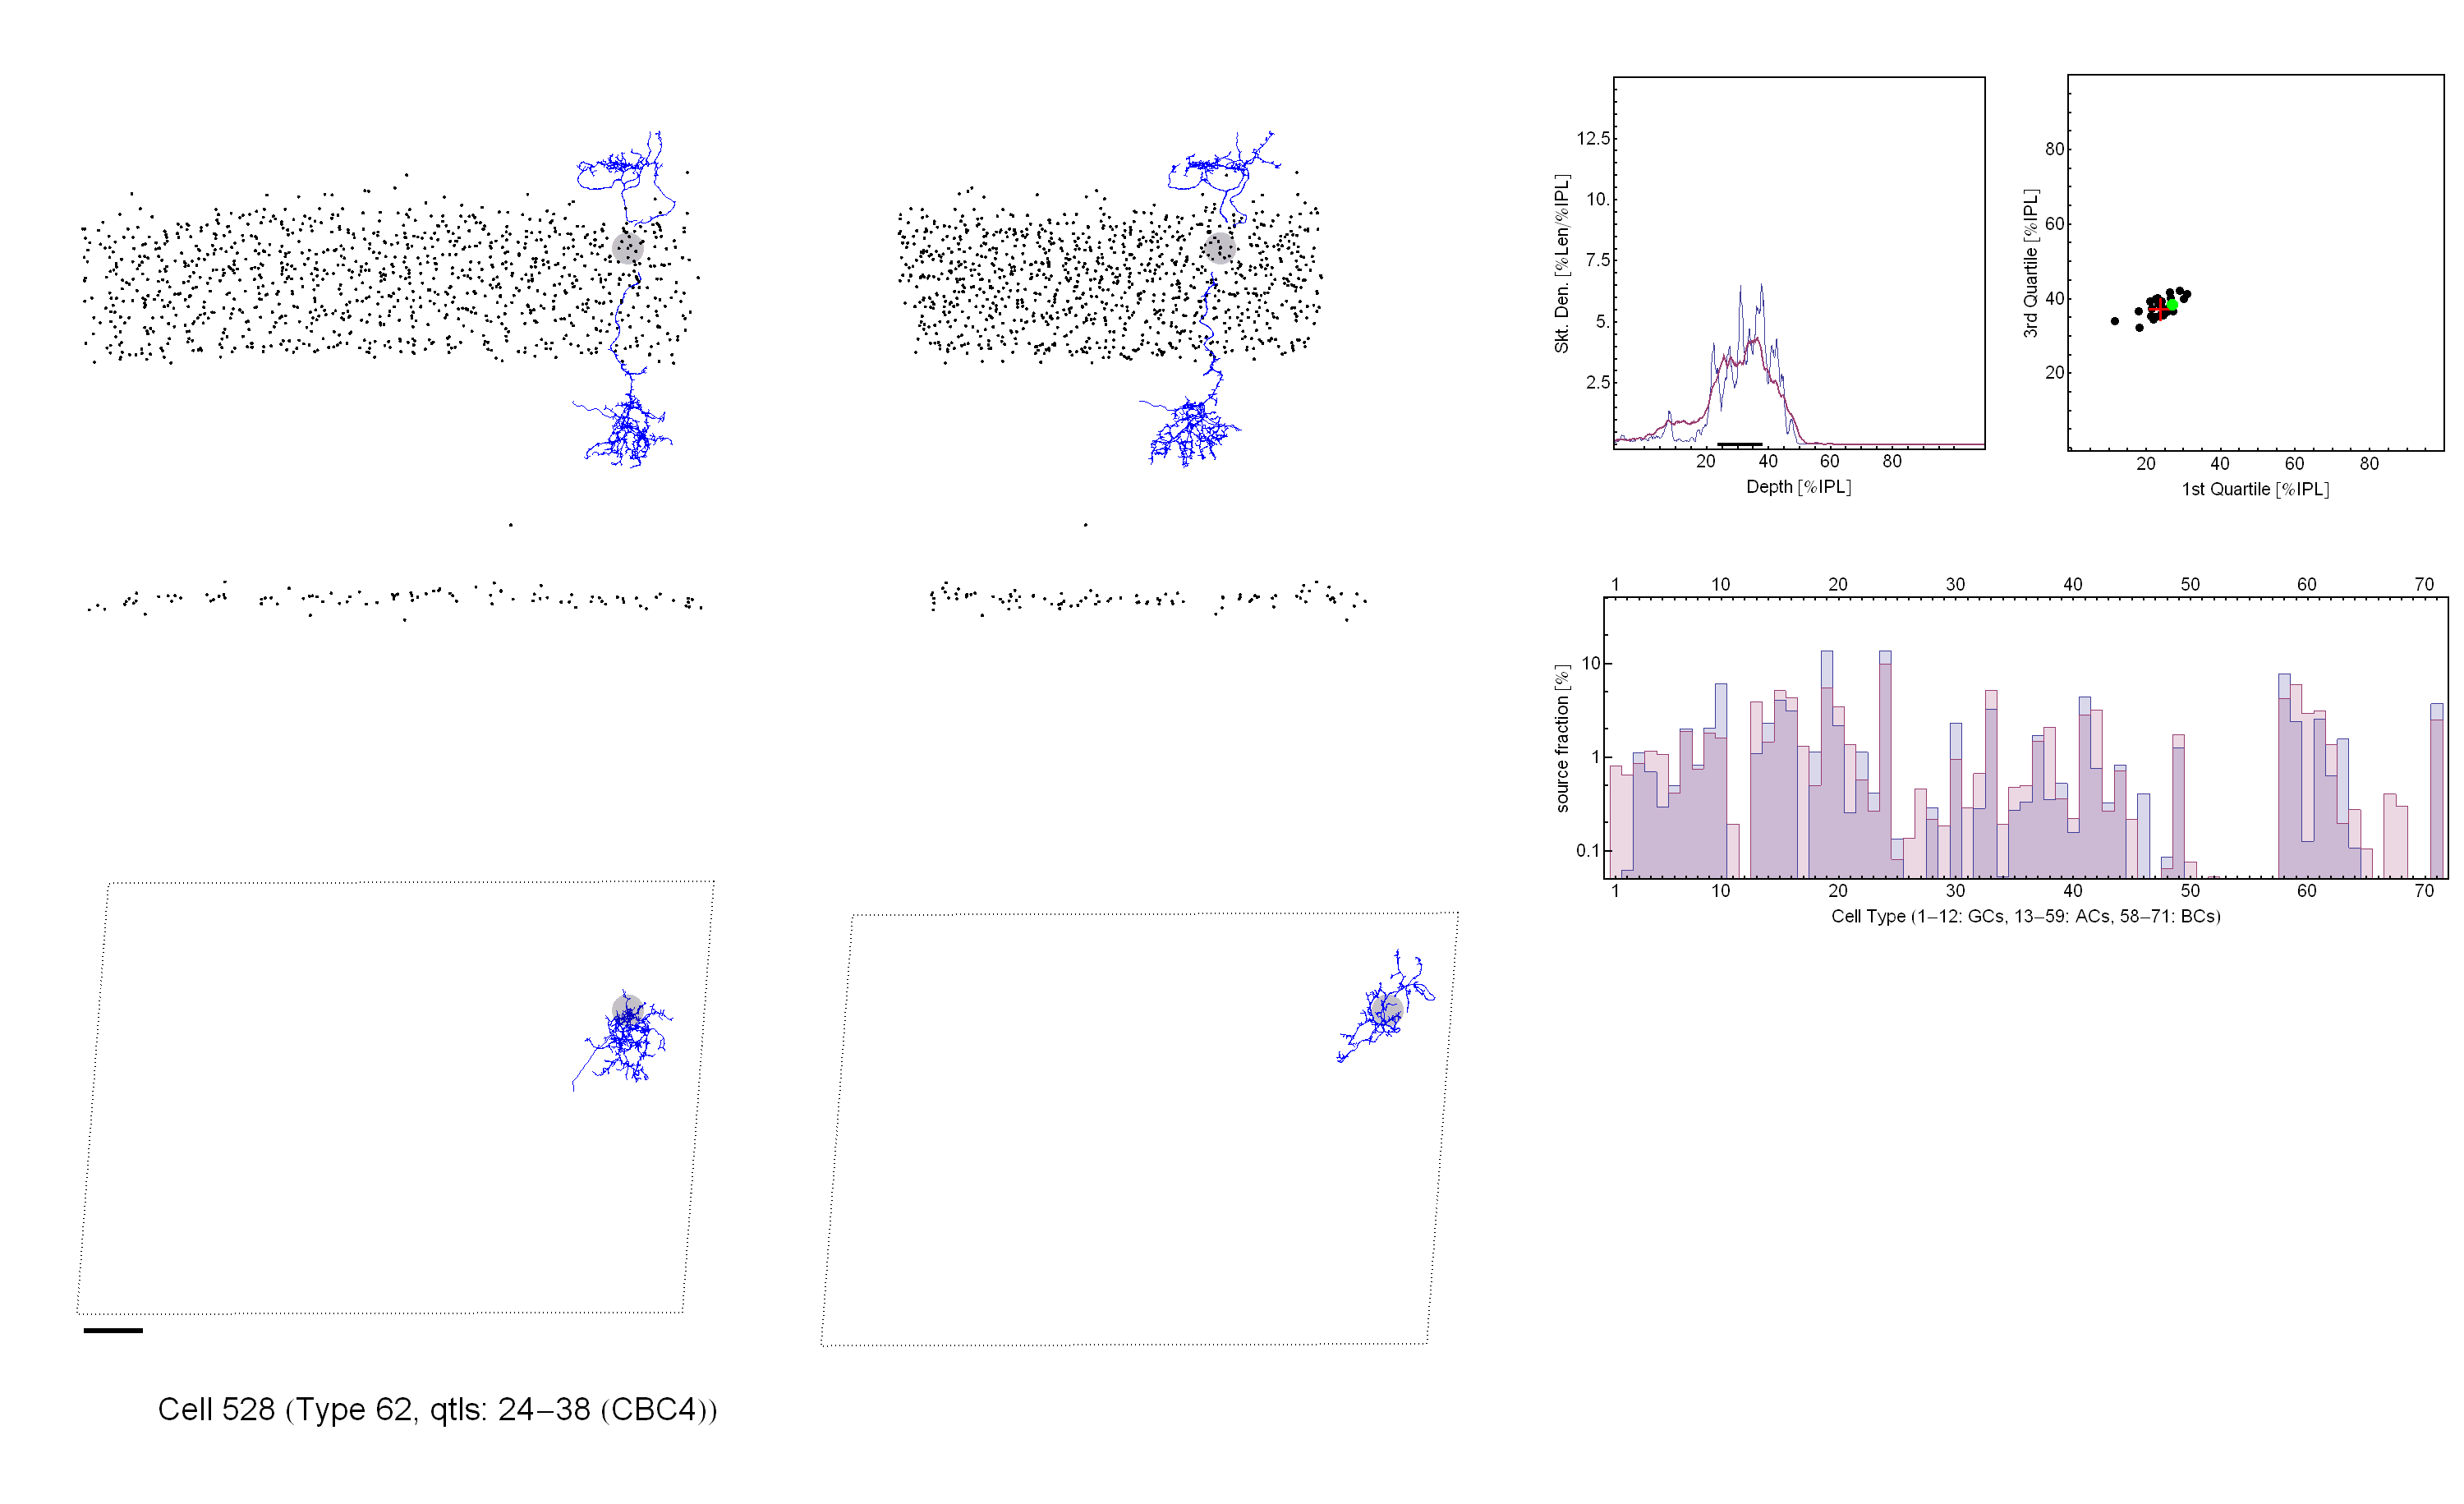 12.5
10.
7.5
5.
2.5
Skt. Den. [%Len/%IPL]
20 40 60 80
Depth [%IPL]
80
60
40
20
3rd Quartile [%IPL]
20 40 60 80
1st Quartile [%IPL]
1 10 20 30 40 50 60 70
10
1
0.1
source fraction [%]
1 10 20 30 40 50 60 70
Cell Type (1–12: GCs, 13–59: ACs, 58–71: BCs)
Cell 528 (Type 62, qtls: 24–38 (CBC4))